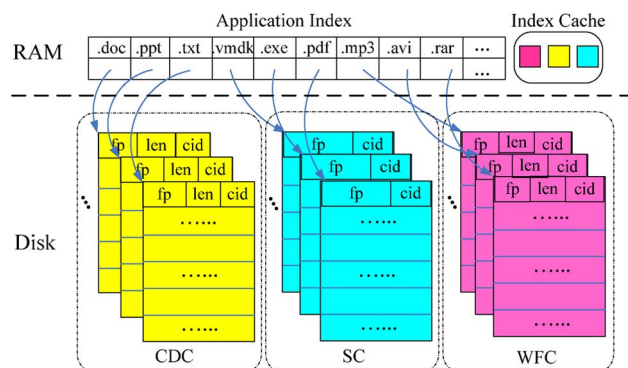 Application Index
Index Cache
RAM
.doc .ppt .txt .vmdk .exe .pdf .mp3 .avi .rar ...
...
Disk
fp len cid
fp len cid
fp len cid
......
......
......
CDC
fp cid
fp cid
fp cid
......
......
......
SC
fp len cid
fp len cid
fp len cid
......
......
......
WFC